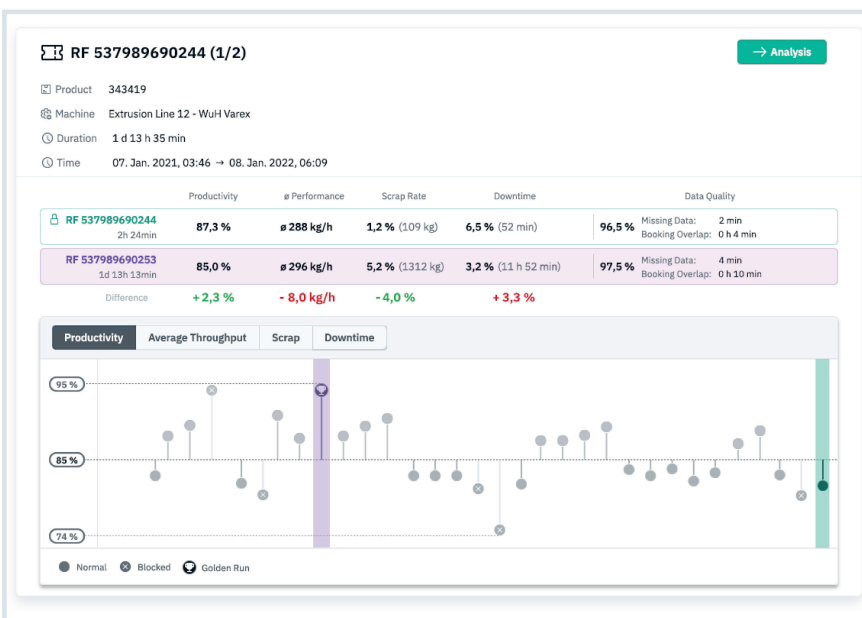 RF 537989690244 (1/2)
→ Analysis
Product 343419
Machine Extrusion Line 12 - WuH Varex
Duration 1 d 13 h 35 min
Time 07. Jan. 2021, 03:46 → 08. Jan. 2022, 06:09
Productivity ø Performance Scrap Rate Downtime Data Quality
RF 537989690244
2h 24min
87,3 % ø 288 kg/h 1,2 % (109 kg) 6,5 % (52 min) 96,5 %
Missing Data: 2 min
Booking Overlap: 0 h 4 min
RF 537989690253
1d 13h 13min
85,0 % ø 296 kg/h 5,2 % (1312 kg) 3,2 % (11 h 52 min) 97,5 %
Missing Data: 4 min
Booking Overlap: 0 h 10 min
Difference +2,3 % - 8,0 kg/h -4,0 % +3,3 %
Productivity Average Throughput Scrap Downtime
95 %
85 %
74 %
Normal Blocked Golden Run